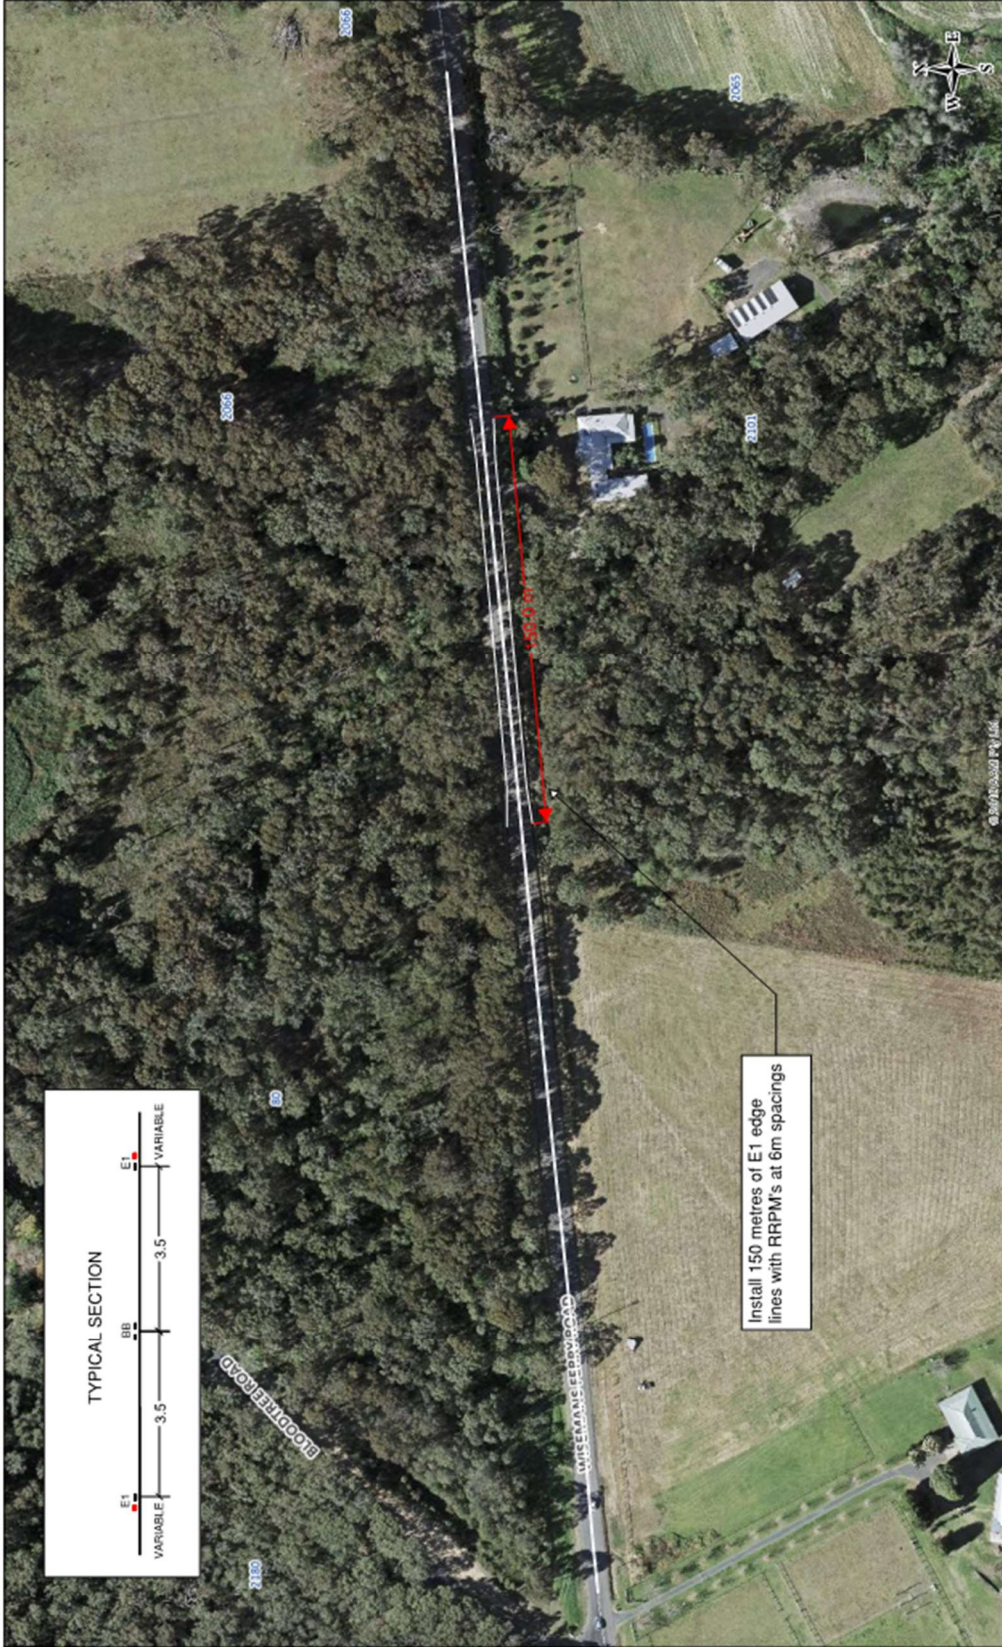 TYPICAL SECTION
E1
BB
E1
VARIABLE
3.5
3.5
VARIABLE
BLOODTREE ROAD
WISEMANS FERRY ROAD
2180
80
2066
2066
2065
2101
150.0 m
Install 150 metres of E1 edge
lines with RRPM's at 6m spacings
N
E
S
W